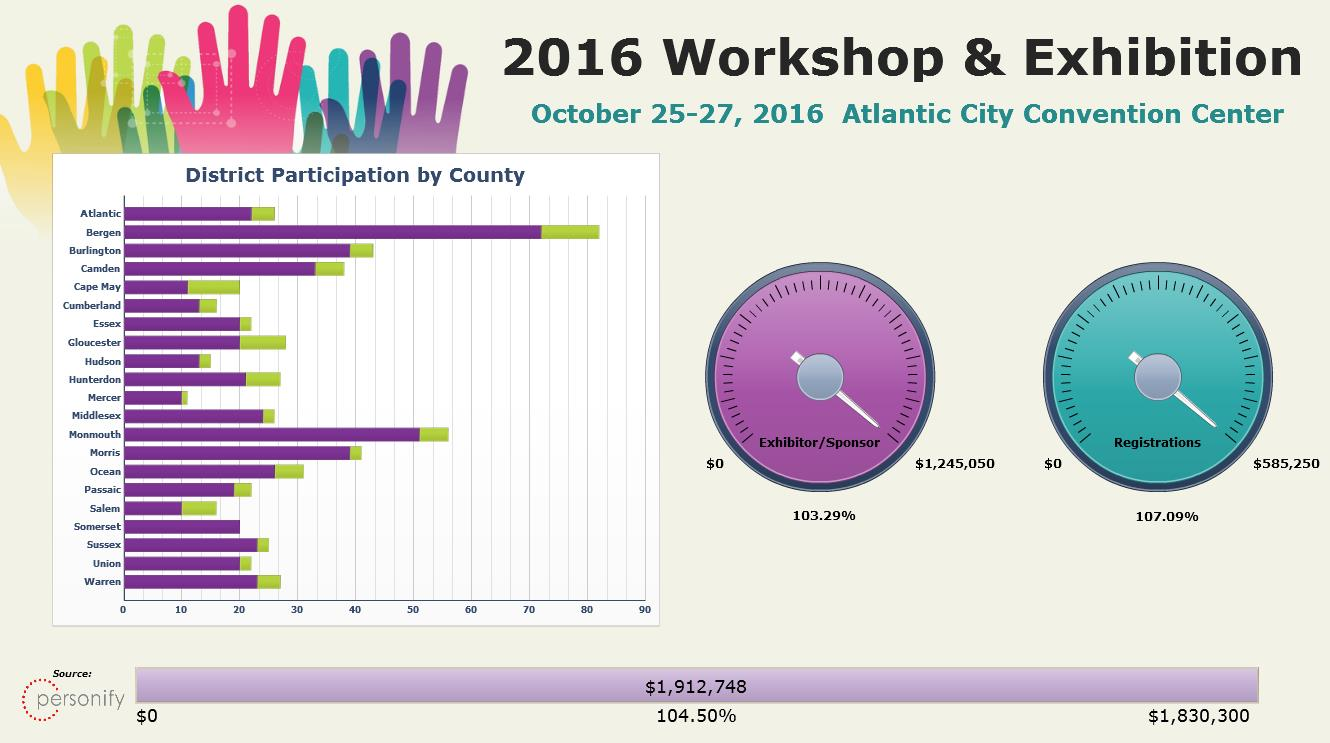 2016 Workshop & Exhibition
October 25-27, 2016 Atlantic City Convention Center
District Participation by County
Atlantic
Bergen
Burlington
Camden
Cape May
Cumberland
Essex
Gloucester
Hudson
Hunterdon
Mercer
Middlesex
Monmouth
Morris
Ocean
Passaic
Salem
Somerset
Sussex
Union
Warren
0 10 20 30 40 50 60 70 80 90
Exhibitor/Sponsor
$0 $1,245,050
103.29%
Registrations
$0 $585,250
107.09%
Source:
personify
$1,912,748
$0 104.50% $1,830,300